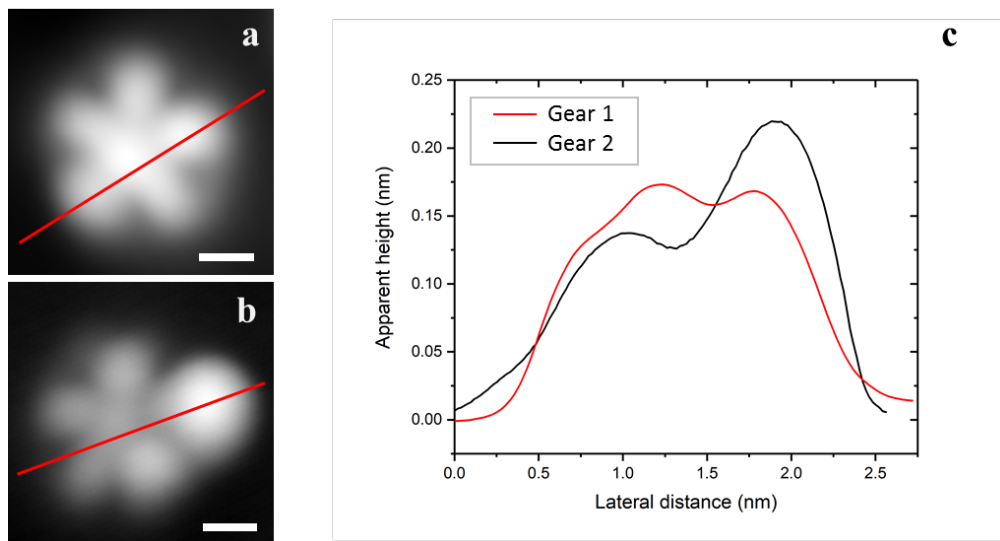 a
b
c
0.25
0.20
0.15
0.10
0.05
0.00
Apparent height (nm)
Gear 1
Gear 2
0.0 0.5 1.0 1.5 2.0 2.5
Lateral distance (nm)